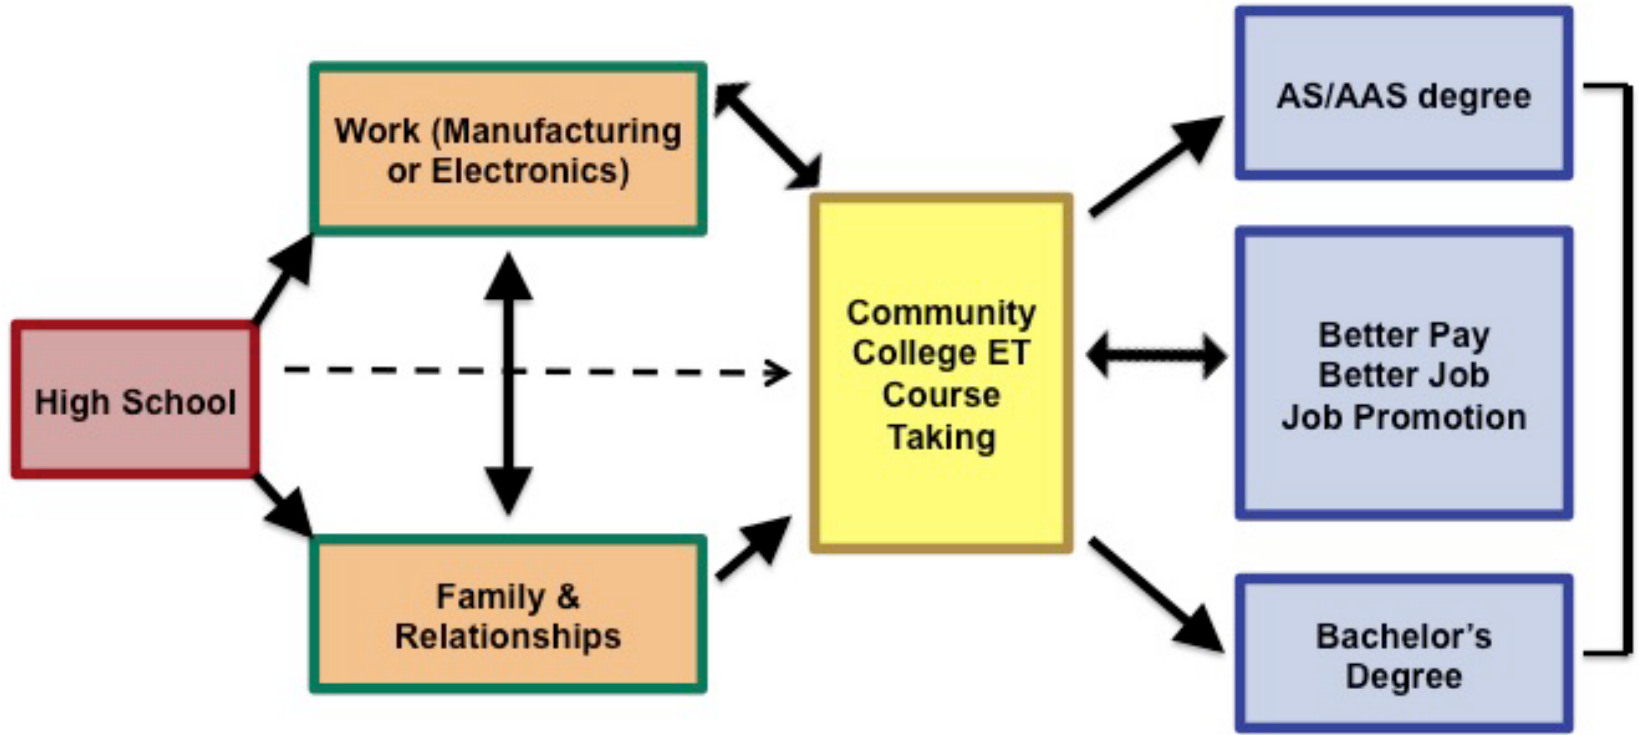 High School
Work (Manufacturing
or Electronics)
Family &
Relationships
Community
College ET
Course
Taking
AS/AAS degree
Better Pay
Better Job
Job Promotion
Bachelor’s
Degree